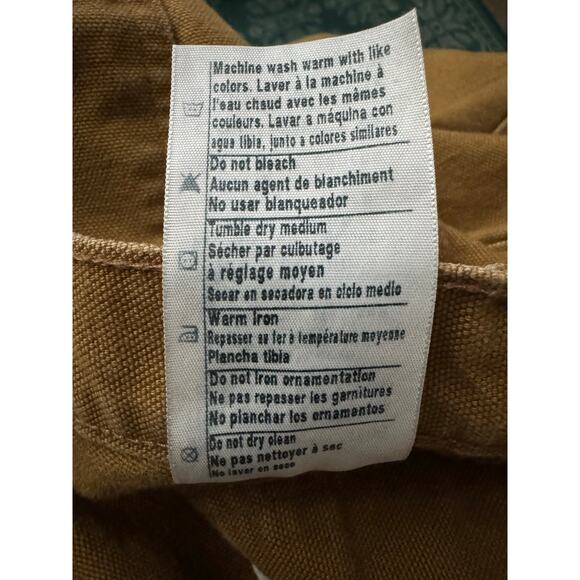 Machine wash warm with like
colors. Laver à la machine à
l'eau chaud avec les mêmes
couleurs. Lavar a máquina con
agua tibia, junto a colores similares
Do not bleach
Aucun agent de blanchiment
No usar blanqueador
Tumble dry medium
Sécher par culbutage
à réglage moyen
Secar en secadora en ciclo medio
Warm Iron
Repasser au fer à température moyenne
Plancha tibia
Do not Iron ornamentation
Ne pas repasser les garnitures
No planchar los ornamentos
Do not dry clean
Ne pas nettoyer à sec
No lavar en seco